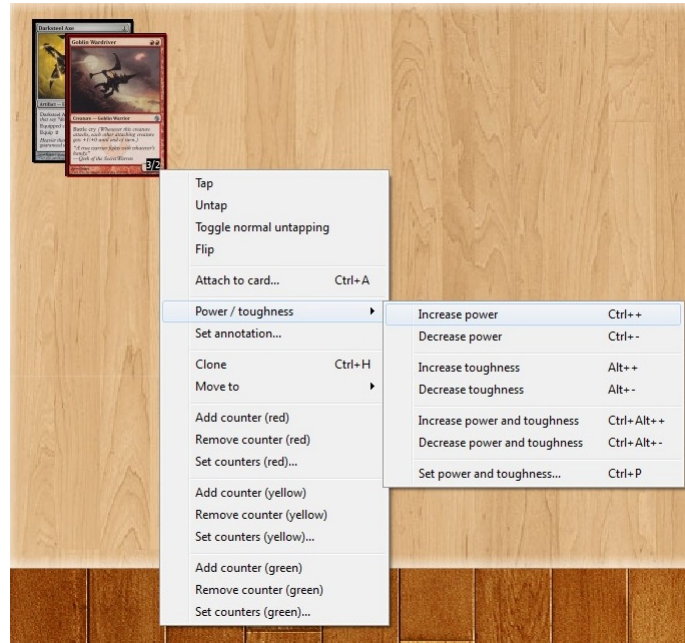 Darksteel Axe
Goblin Wardriver
Creature — Goblin Warrior
Battle cry (Whenever this creature
attacks, each other attacking creature
gets +1/+0 until end of turn.)
"A true warrior fights with whatever's
3/2
Tap
Untap
Toggle normal untapping
Flip
Attach to card... Ctrl+A
Power / toughness
Set annotation...
Clone Ctrl+H
Move to
Add counter (red)
Remove counter (red)
Set counters (red)...
Add counter (yellow)
Remove counter (yellow)
Set counters (yellow)...
Add counter (green)
Remove counter (green)
Set counters (green)...
Increase power Ctrl++
Decrease power Ctrl+-
Increase toughness Alt++
Decrease toughness Alt+-
Increase power and toughness Ctrl+Alt++
Decrease power and toughness Ctrl+Alt+-
Set power and toughness... Ctrl+P